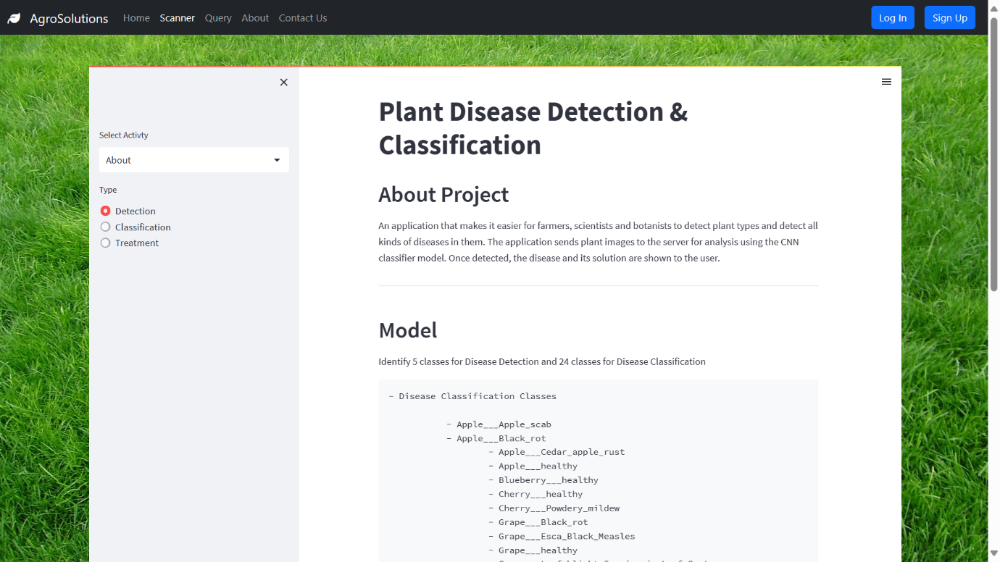 AgroSolutions Home Scanner Query About Contact Us Log In Sign Up
Select Activty
About
Type
Detection
Classification
Treatment
Plant Disease Detection &
Classification
About Project
An application that makes it easier for farmers, scientists and botanists to detect plant types and detect all
kinds of diseases in them. The application sends plant images to the server for analysis using the CNN
classifier model. Once detected, the disease and its solution are shown to the user.
Model
Identify 5 classes for Disease Detection and 24 classes for Disease Classification
- Disease Classification Classes
- Apple___Apple_scab
- Apple___Black_rot
- Apple___Cedar_apple_rust
- Apple___healthy
- Blueberry___healthy
- Cherry___healthy
- Cherry___Powdery_mildew
- Grape___Black_rot
- Grape___Esca_Black_Measles
- Grape___healthy